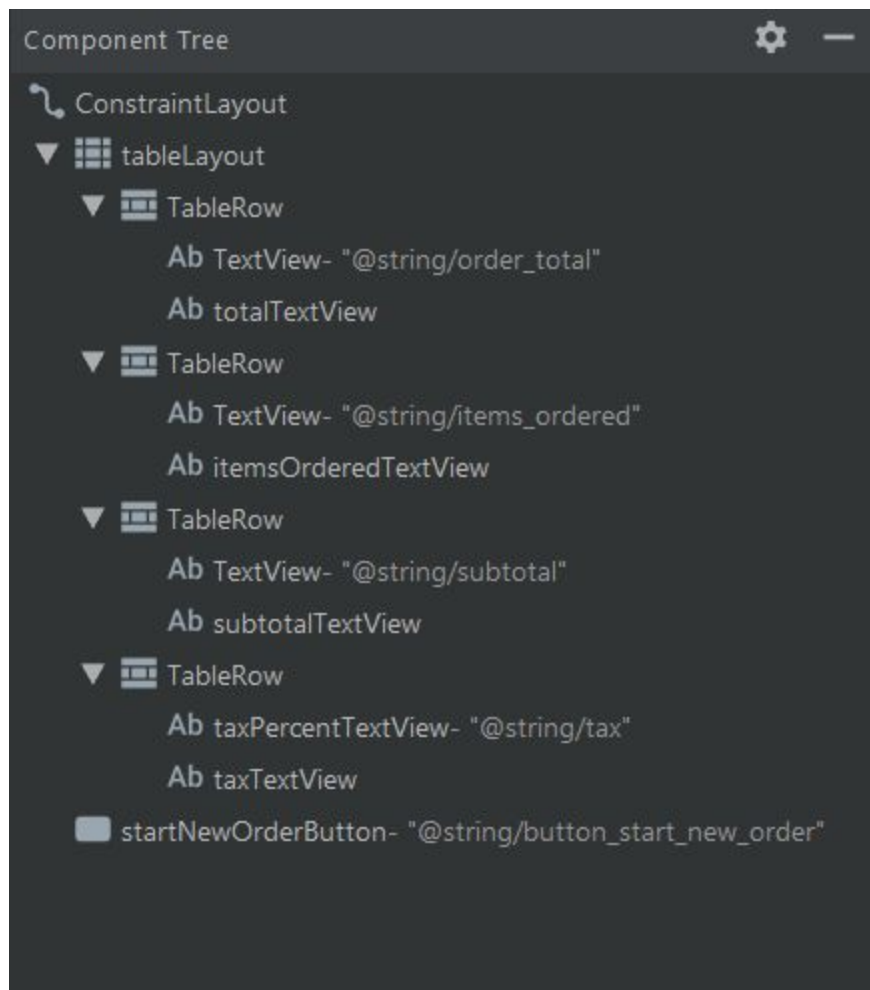 Component Tree
ConstraintLayout
tableLayout
TableRow
Ab TextView- "@string/order_total"
Ab totalTextView
TableRow
Ab TextView- "@string/items_ordered"
Ab itemsOrderedTextView
TableRow
Ab TextView- "@string/subtotal"
Ab subtotalTextView
TableRow
Ab taxPercentTextView- "@string/tax"
Ab taxTextView
startNewOrderButton- "@string/button_start_new_order"